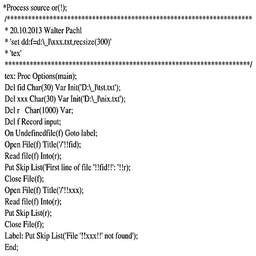 *Process source or(!);
/*********************************************************************
* 20.10.2013 Walter Pachl
* 'set dd:f=d:\_l\xxx.txt,recsize(300)'
* 'tex'
*********************************************************************/
tex: Proc Options(main);
Dcl fid Char(30) Var Init('D:\_l\tst.txt');
Dcl xxx Char(30) Var Init('D:\_l\nix.txt');
Dcl r Char(1000) Var;
Dcl f Record input;
On Undefinedfile(f) Goto label;
Open File(f) Title('/'!!fid);
Read file(f) Into(r);
Put Skip List('First line of file '!!fid!!': '!!r);
Close File(f);
Open File(f) Title('/'!!xxx);
Read file(f) Into(r);
Put Skip List(r);
Close File(f);
Label: Put Skip List('File '!!xxx!!' not found');
End;